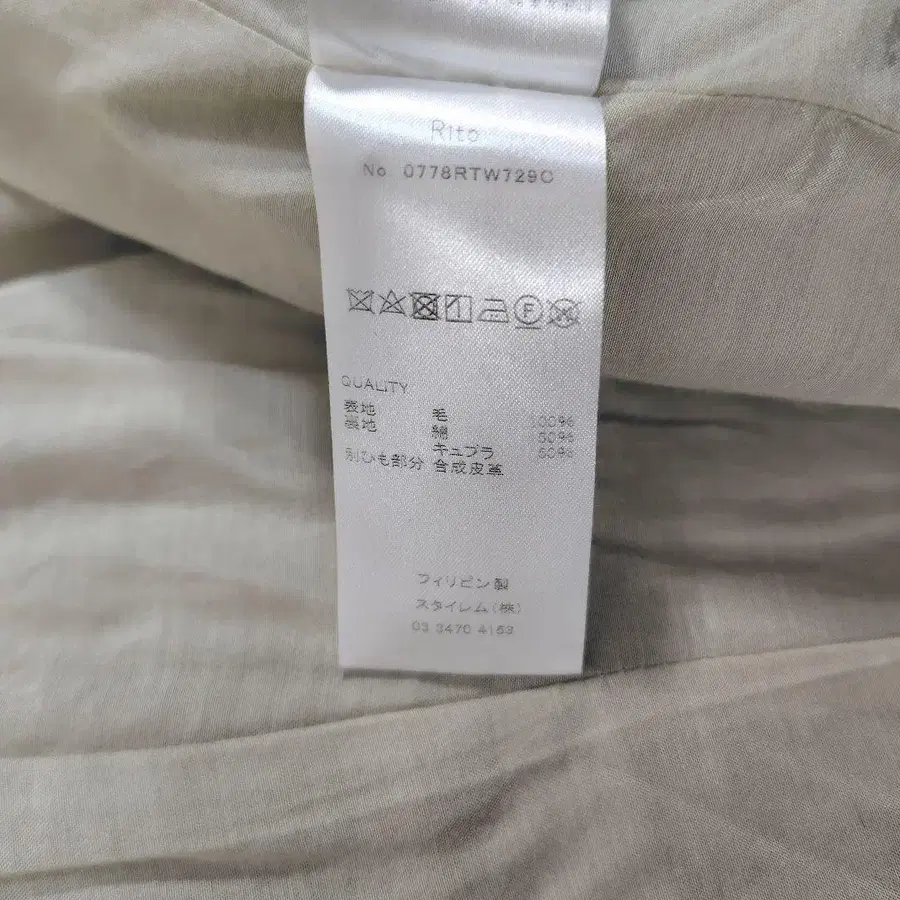 Rito
No. 0778RTW729C
QUALITY
表地 毛 100%
裏地 綿 50%
キュプラ 50%
別ひも部分 合成皮革
フィリピン製
スタイレム(株)
03 3470 4153